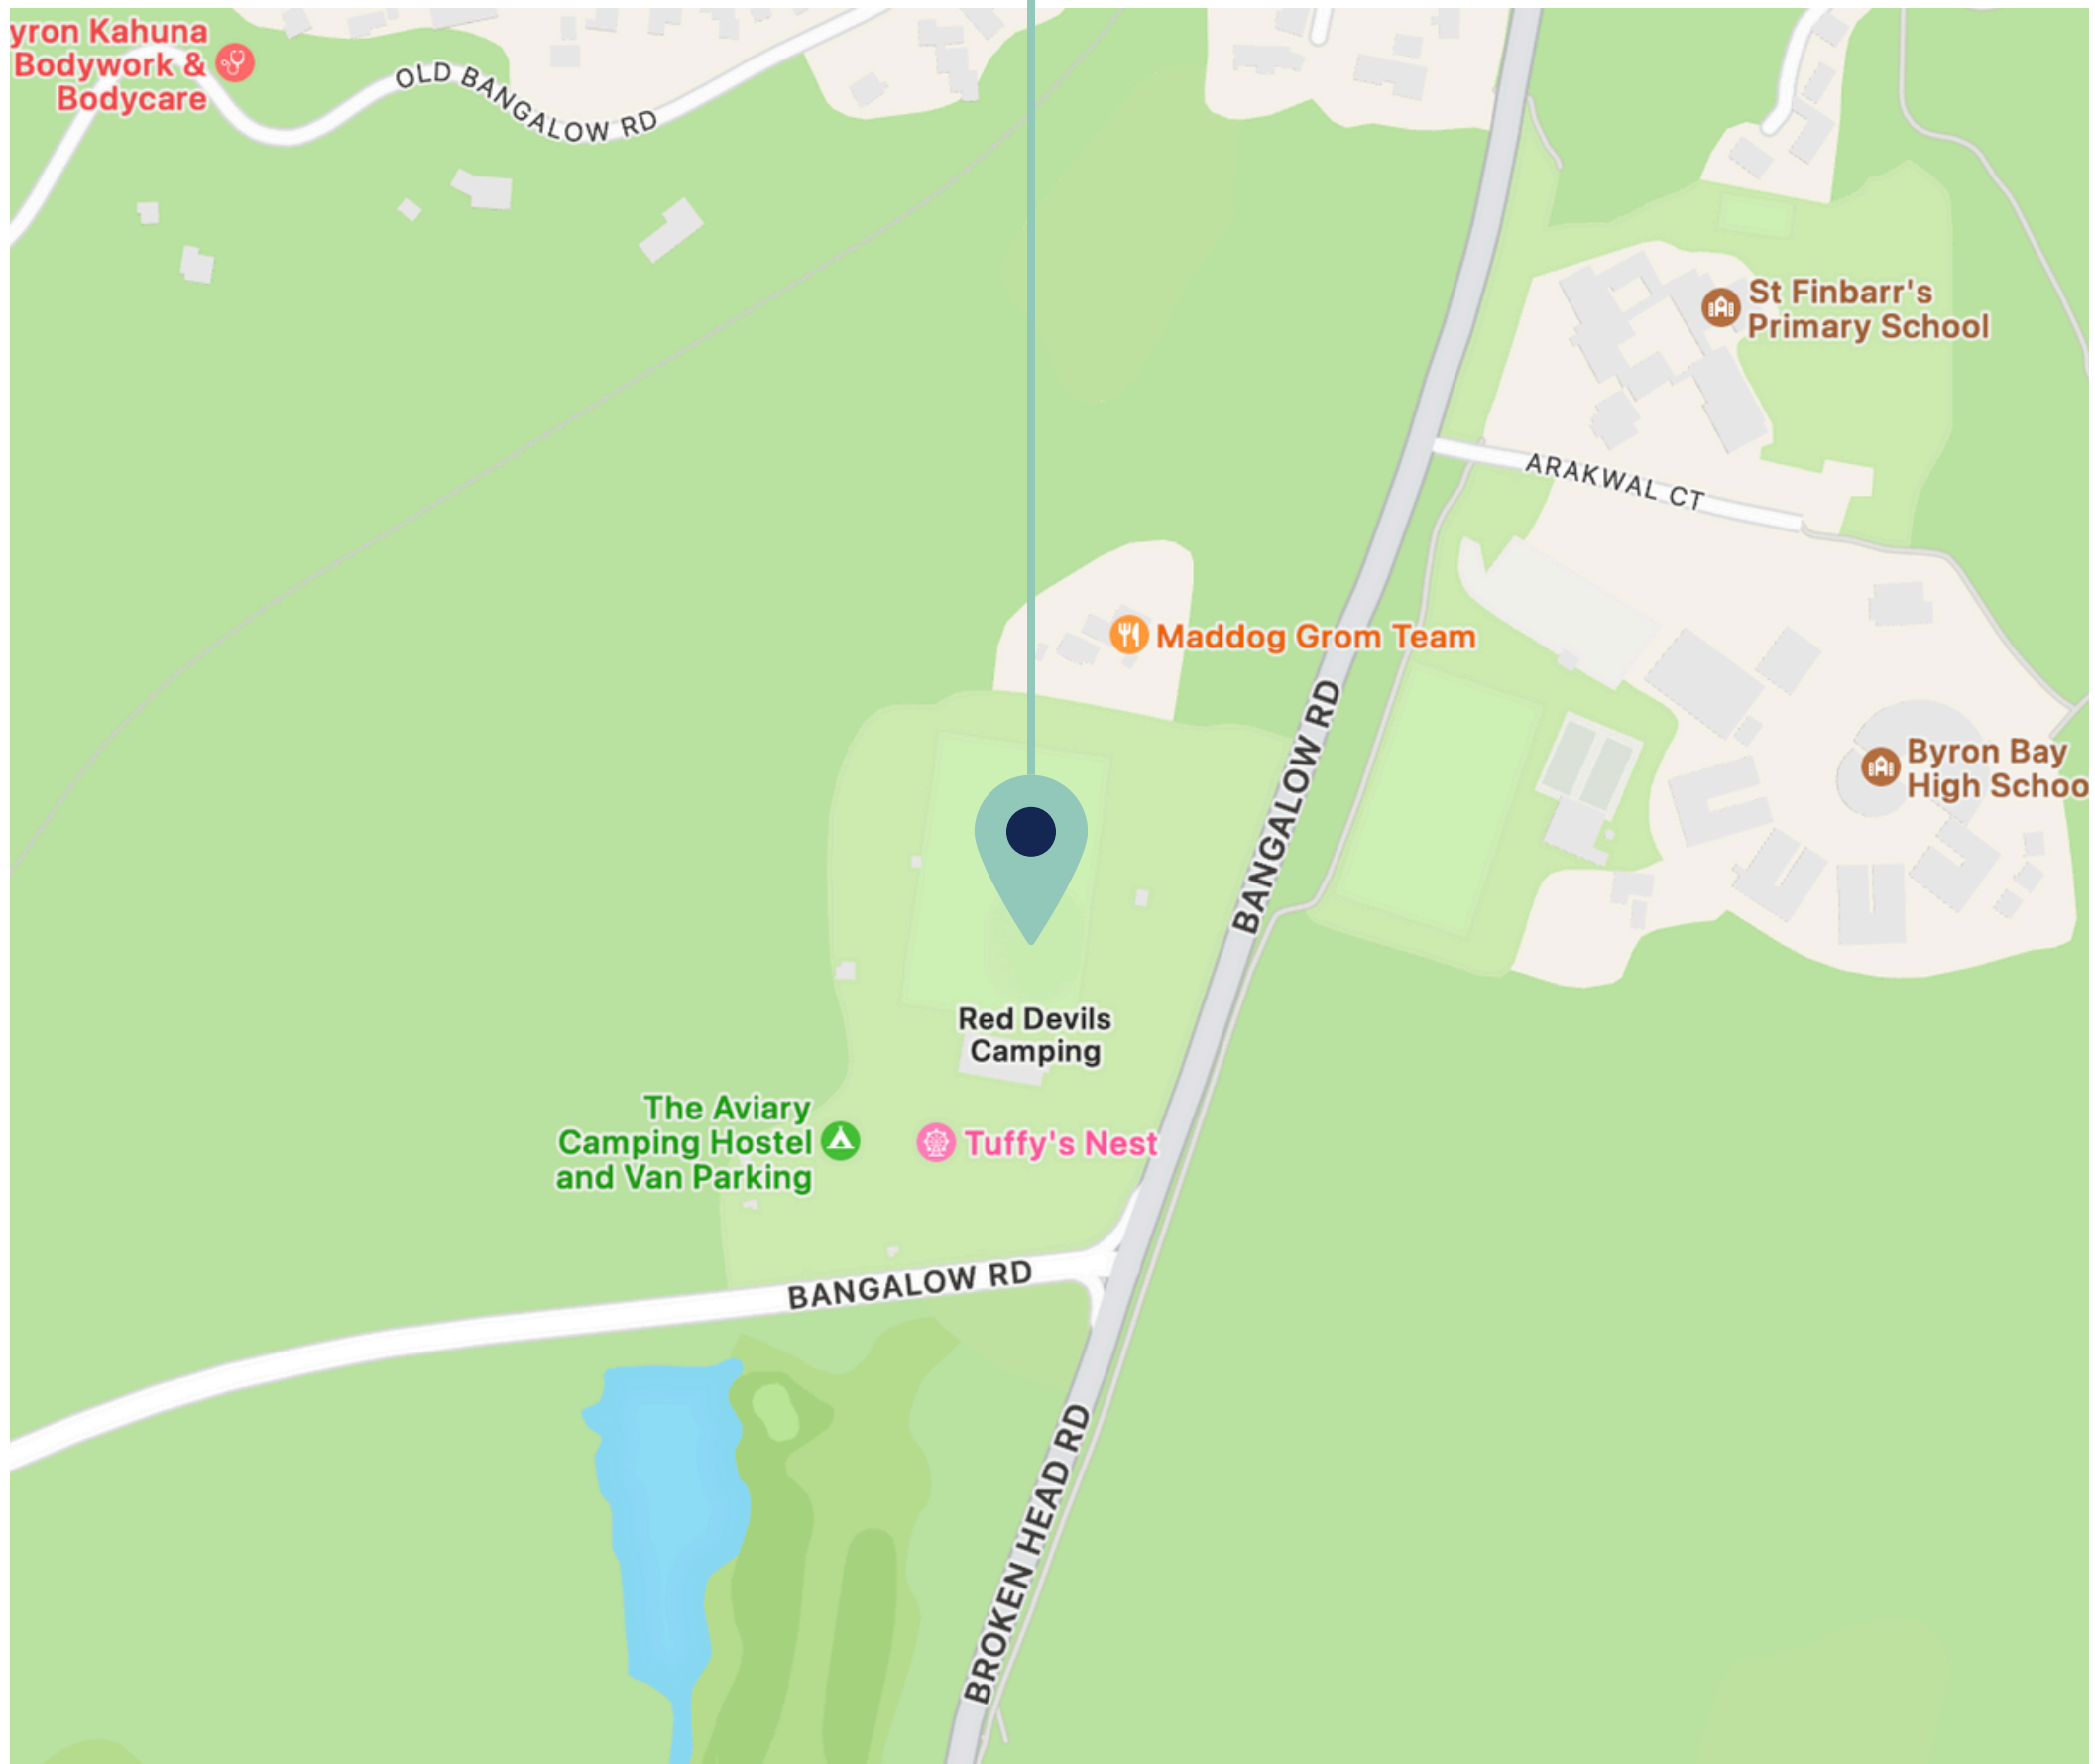 yron Kahuna
Bodywork &
Bodycare
OLD BANGALOW RD
St Finbarr's
Primary School
ARAKWAL CT
Maddog Grom Team
BANGALOW RD
Byron Bay
High Schoo
Red Devils
Camping
The Aviary
Camping Hostel
and Van Parking
Tuffy's Nest
BANGALOW RD
BROKEN HEAD RD